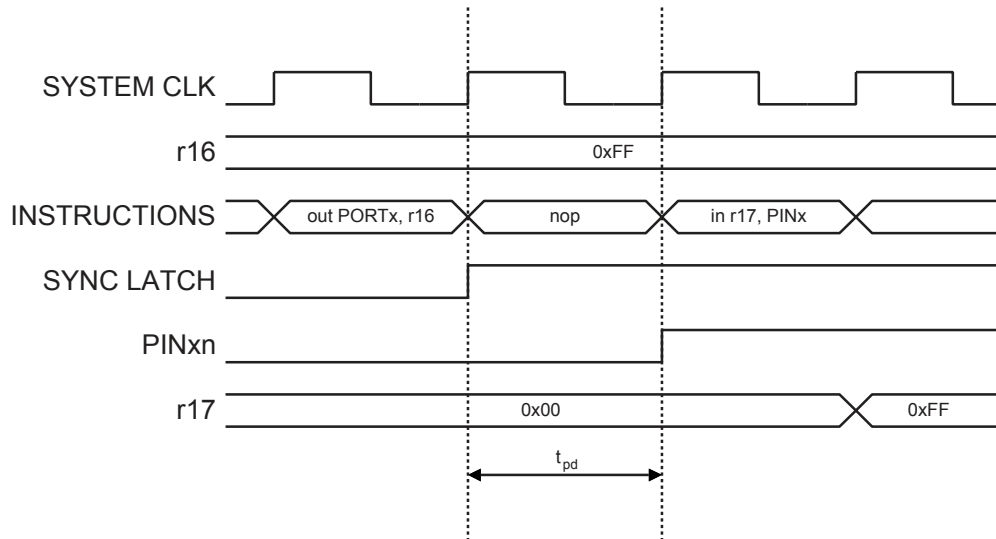 SYSTEM CLK
r16
0xFF
INSTRUCTIONS
out PORTx, r16
nop
in r17, PINx
SYNC LATCH
PINxn
r17
0x00
0xFF
tpd